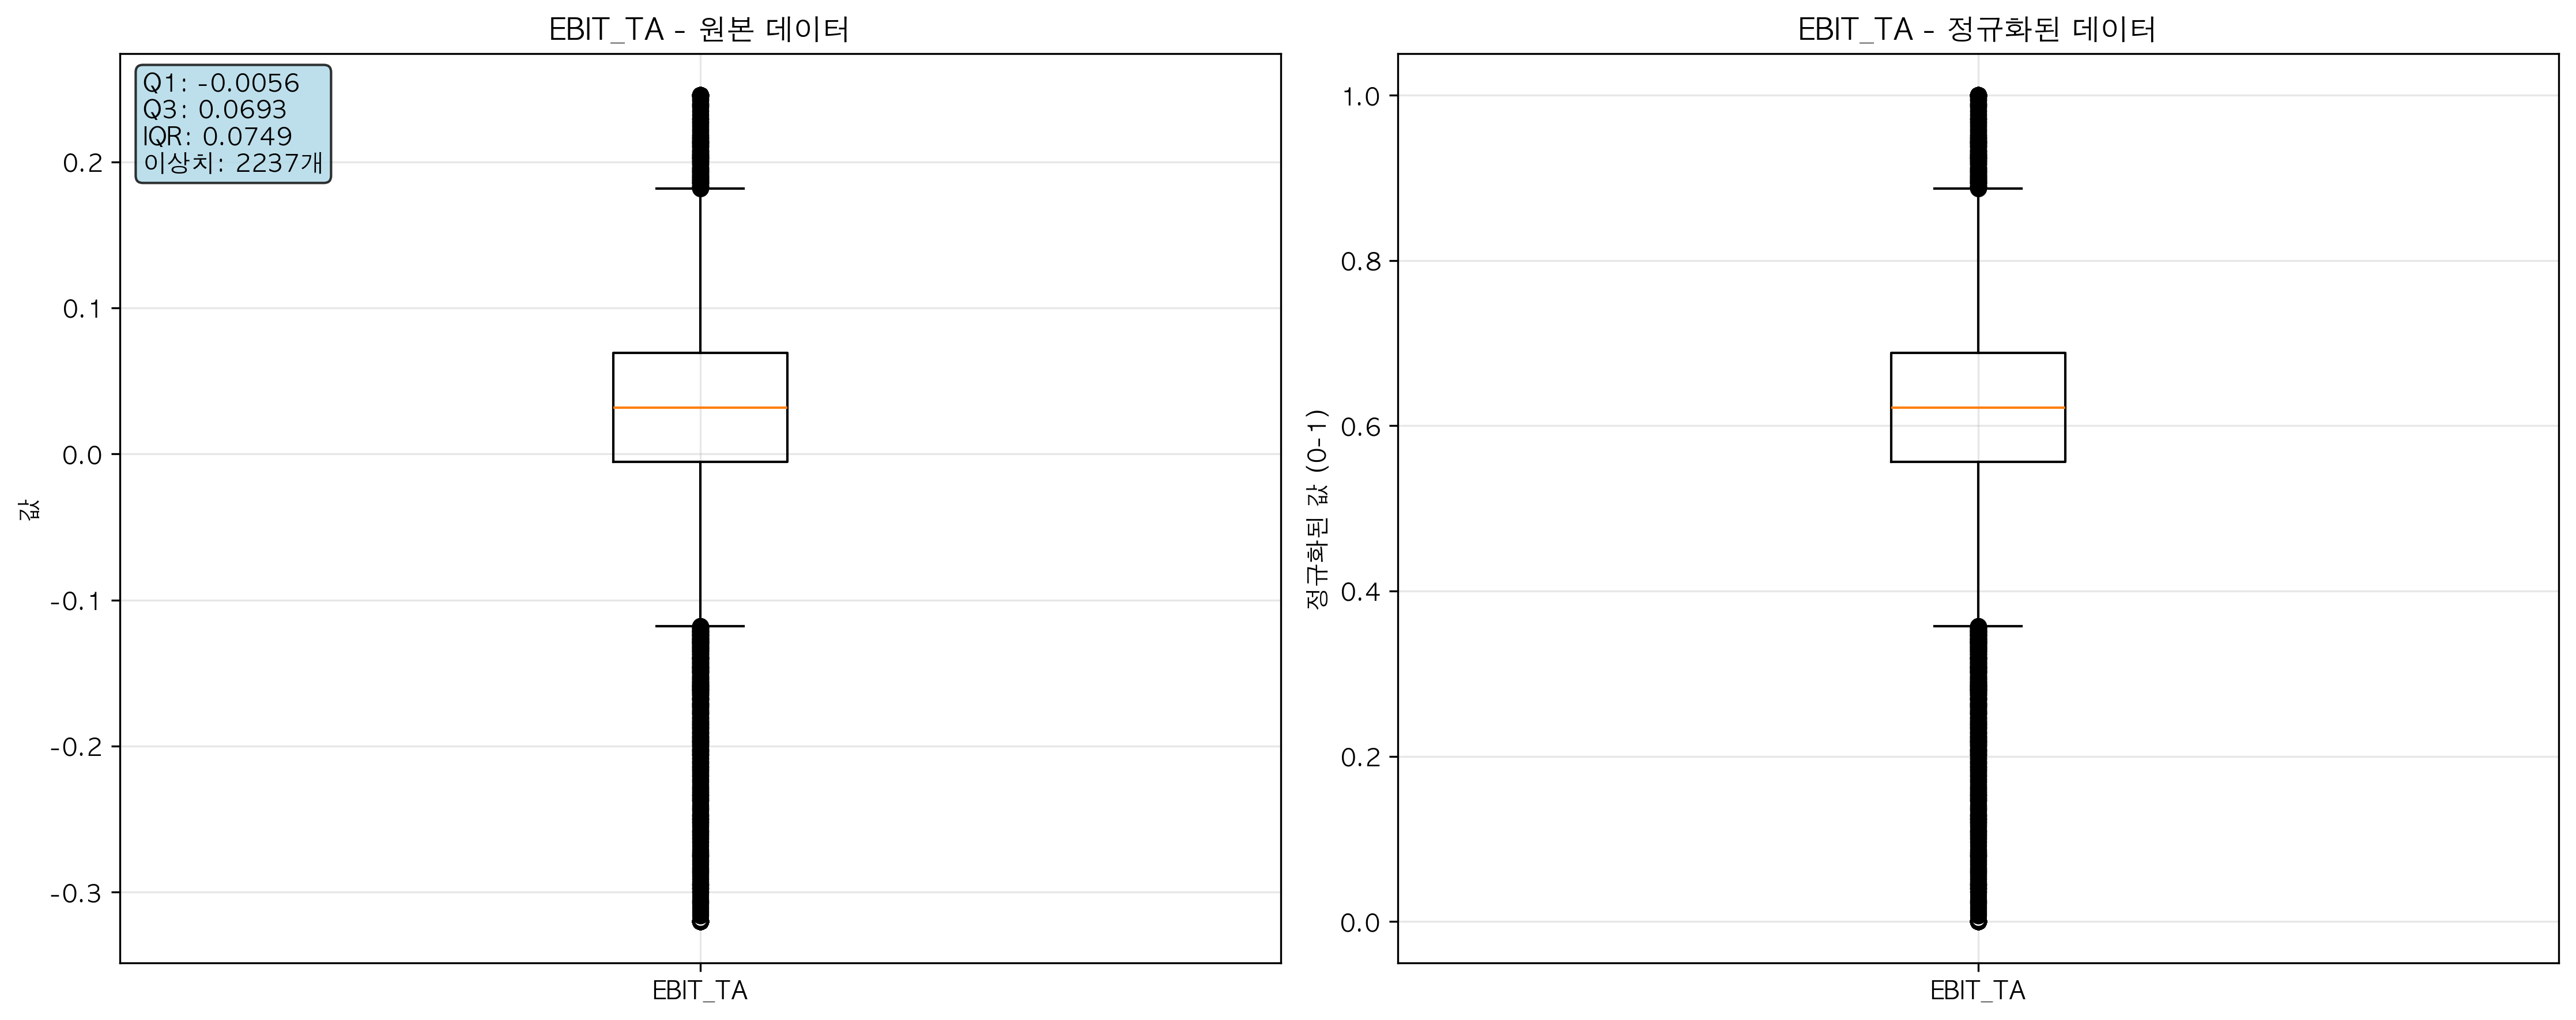 EBIT_TA - 원본 데이터
Q1: -0.0056
Q3: 0.0693
IQR: 0.0749
이상치: 2237개
0.2
0.1
0.0
-0.1
-0.2
-0.3
값
EBIT_TA
EBIT_TA - 정규화된 데이터
1.0
0.8
0.6
0.4
0.2
0.0
정규화된 값 (0-1)
EBIT_TA